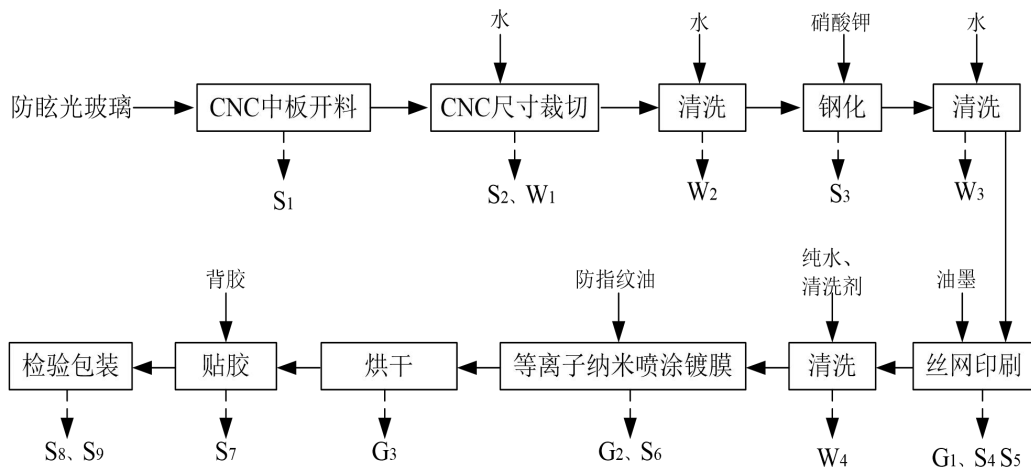 水
水
硝酸钾
水
防眩光玻璃
CNC中板开料
CNC尺寸裁切
清洗
钢化
清洗
S1
S2、W1
W2
S3
W3
背胶
防指纹油
纯水、
清洗剂
油墨
检验包装
贴胶
烘干
等离子纳米喷涂镀膜
清洗
丝网印刷
S8、S9
S7
G3
G2、S6
W4
G1、S4 S5